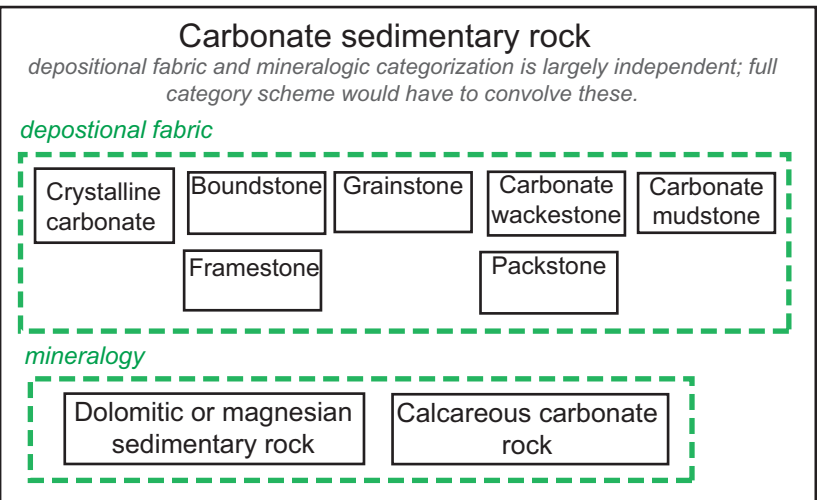 Carbonate sedimentary rock
depositional fabric and mineralogic categorization is largely independent; full
category scheme would have to convolve these.
depostional fabric
Crystalline
carbonate
Boundstone
Grainstone
Carbonate
wackestone
Carbonate
mudstone
Framestone
Packstone
mineralogy
Dolomitic or magnesian
sedimentary rock
Calcareous carbonate
rock